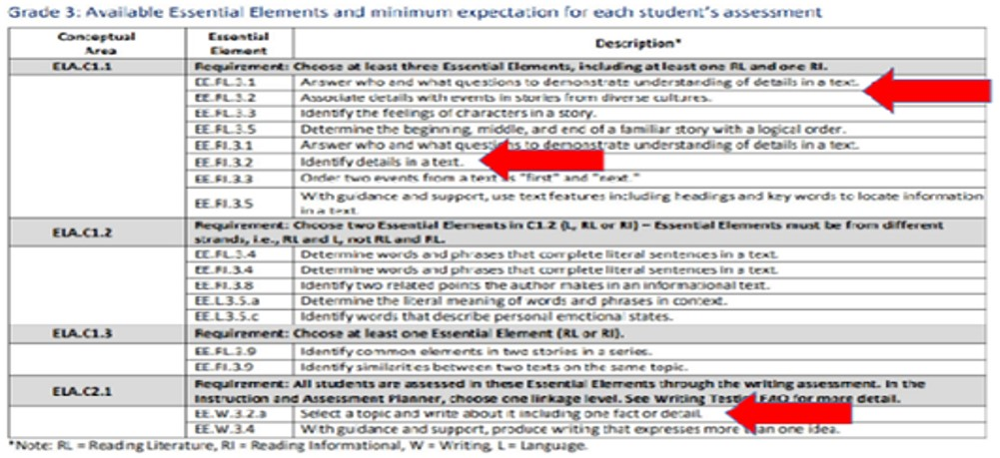 Grade 3: Available Essential Elements and minimum expectation for each student's assessment
Conceptual Area Essential Element Description*
ELA.C1.1 Requirement: Choose at least three Essential Elements, including at least one RL and one RI.
EE.RL.3.1 Answer who and what questions to demonstrate understanding of details in a text.
EE.RL.3.2 Associate details with events in stories from diverse cultures.
EE.RL.3.3 Identify the feelings of characters in a story.
EE.RL.3.5 Determine the beginning, middle, and end of a familiar story with a logical order.
EE.RI.3.1 Answer who and what questions to demonstrate understanding of details in a text.
EE.RI.3.2 Identify details in a text.
EE.RI.3.3 Order two events from a text as "first" and "next."
EE.RI.3.5 With guidance and support, use text features including headings and key words to locate information
in a text.
ELA.C1.2 Requirement: Choose two Essential Elements in C1.2 (L, RL or RI) – Essential Elements must be from different
strands, i.e., RL and L, not RL and RL.
EE.RL.3.4 Determine words and phrases that complete literal sentences in a text.
EE.RI.3.4 Determine words and phrases that complete literal sentences in a text.
EE.RI.3.8 Identify two related points the author makes in an informational text.
EE.L.3.5.a Determine the literal meaning of words and phrases in context.
EE.L.3.5.c Identify words that describe personal emotional states.
ELA.C1.3 Requirement: Choose at least one Essential Element (RL or RI).
EE.RL.3.9 Identify common elements in two stories in a series.
EE.RI.3.9 Identify similarities between two texts on the same topic.
ELA.C2.1 Requirement: All students are assessed in these Essential Elements through the writing assessment. In the
Instruction and Assessment Planner, choose one linkage level. See Writing FAQ for more detail.
EE.W.3.2.a Select a topic and write about it including one fact or detail.
EE.W.3.4 With guidance and support, produce writing that expresses more than one idea.
*Note: RL = Reading Literature, RI = Reading Informational, W = Writing, L = Language.